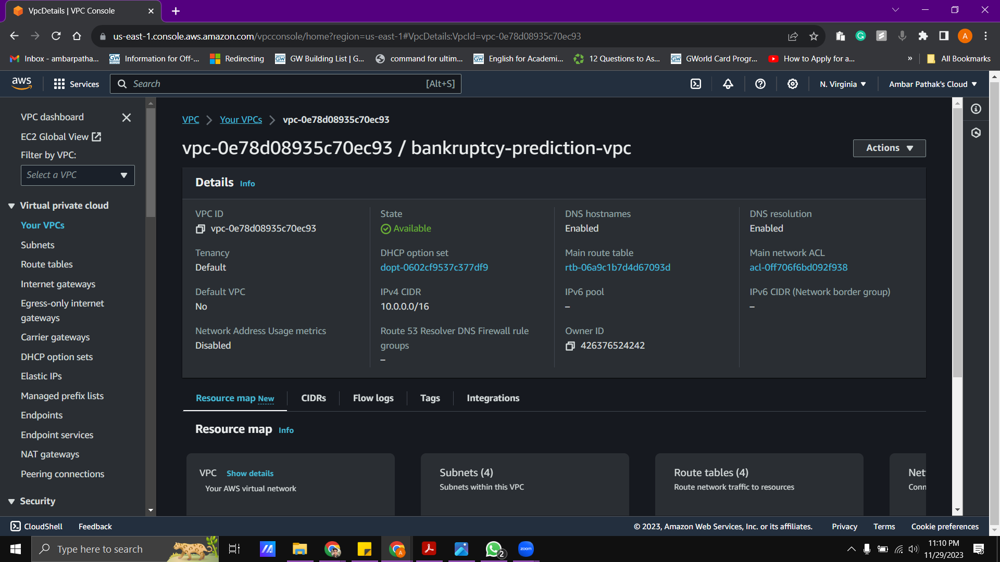 VpcDetails | VPC Console
us-east-1.console.aws.amazon.com/vpcconsole/home?region=us-east-1#VpcDetails:VpcId=vpc-0e78d08935c70ec93
A
Inbox - ambarpatha...
GW
Information for Off-...
Redirecting
GW
GW Building List | G...
command for ultim...
GW
English for Academi...
12 Questions to As...
GW
GWorld Card Progr...
How to Apply for a...
»
All Bookmarks
aws
Services
Search
[Alt+S]
N. Virginia
Ambar Pathak's Cloud
VPC dashboard
EC2 Global View
Filter by VPC:
Select a VPC
Virtual private cloud
Your VPCs
Subnets
Route tables
Internet gateways
Egress-only internet
gateways
Carrier gateways
DHCP option sets
Elastic IPs
Managed prefix lists
Endpoints
Endpoint services
NAT gateways
Peering connections
Security
VPC
Your VPCs
vpc-0e78d08935c70ec93
vpc-0e78d08935c70ec93 / bankruptcy-prediction-vpc
Actions
Details Info
VPC ID
vpc-0e78d08935c70ec93
State
Available
DNS hostnames
Enabled
DNS resolution
Enabled
Tenancy
Default
DHCP option set
dopt-0602cf9537c377df9
Main route table
rtb-06a9c1b7d4d67093d
Main network ACL
acl-0ff706f6bd092f938
Default VPC
No
IPv4 CIDR
10.0.0.0/16
IPv6 pool
–
IPv6 CIDR (Network border group)
–
Network Address Usage metrics
Disabled
Route 53 Resolver DNS Firewall rule
groups
–
Owner ID
426376524242
Resource map New
CIDRs
Flow logs
Tags
Integrations
Resource map Info
VPC Show details
Your AWS virtual network
Subnets (4)
Subnets within this VPC
Route tables (4)
Route network traffic to resources
Net
Conn
CloudShell
Feedback
© 2023, Amazon Web Services, Inc. or its affiliates.
Privacy
Terms
Cookie preferences
Type here to search
A
2
zoom
11:10 PM
11/29/2023